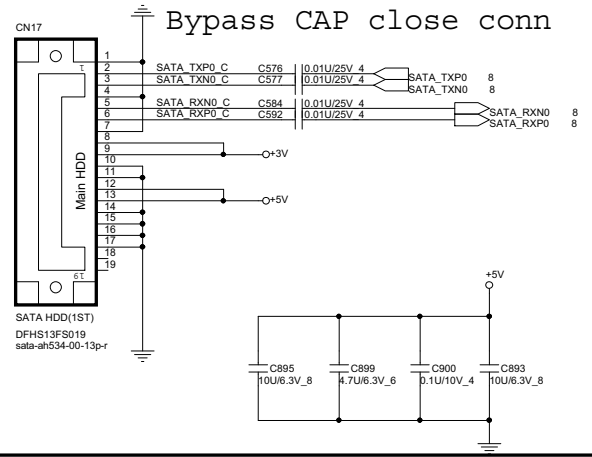 Bypass CAP close conn
CN17
1
1
2
3
4
5
6
7
8
9
10
11
12
13
14
15
16
17
18
19
19
Main HDD
SATA_TXP0_C C576 0.01U/25V_4 SATA_TXP0 8
SATA_TXN0_C C577 0.01U/25V_4 SATA_TXN0 8
SATA_RXN0_C C584 0.01U/25V_4 SATA_RXN0 8
SATA_RXP0_C C592 0.01U/25V_4 SATA_RXP0 8
+3V
+5V
SATA HDD(1ST)
DFHS13FS019
sata-ah534-00-13p-r
+5V
C895 C899 C900 C893
10U/6.3V_8 4.7U/6.3V_6 0.1U/10V_4 10U/6.3V_8